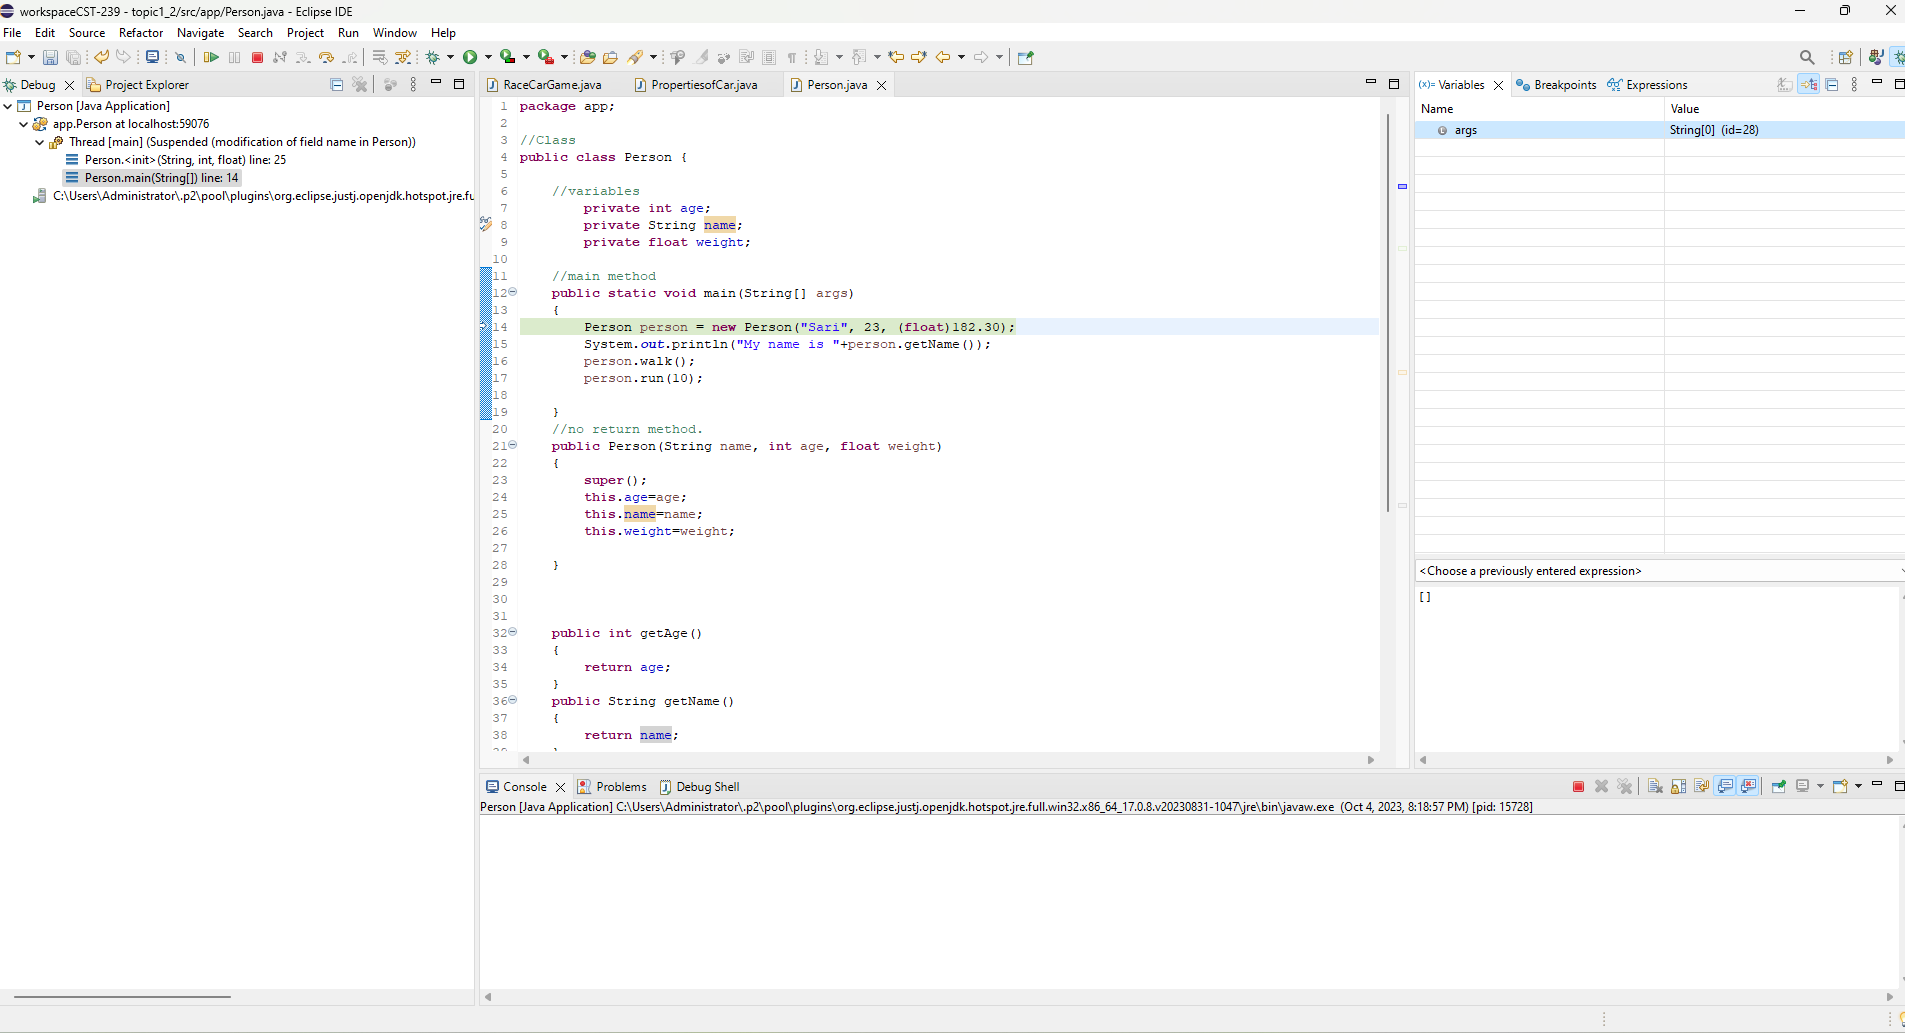 workspaceCST-239 - topic1_2/src/app/Person.java - Eclipse IDE
File Edit Source Refactor Navigate Search Project Run Window Help
Debug Project Explorer
Person [Java Application]
app.Person at localhost:59076
Thread [main] (Suspended (modification of field name in Person))
Person.<init>(String, int, float) line: 25
Person.main(String[]) line: 14
C:\Users\Administrator\.p2\pool\plugins\org.eclipse.justj.openjdk.hotspot.jre.fu
RaceCarGame.java PropertiesofCar.java Person.java
1 package app;
2
3 //Class
4 public class Person {
5
6 //variables
7 private int age;
8 private String name;
9 private float weight;
10
11 //main method
12 public static void main(String[] args)
13 {
14 Person person = new Person("Sari", 23, (float)182.30);
15 System.out.println("My name is "+person.getName());
16 person.walk();
17 person.run(10);
18
19 }
20 //no return method.
21 public Person(String name, int age, float weight)
22 {
23 super();
24 this.age=age;
25 this.name=name;
26 this.weight=weight;
27
28 }
29
30
31
32 public int getAge()
33 {
34 return age;
35 }
36 public String getName()
37 {
38 return name;
(x)= Variables Breakpoints Expressions
Name Value
args String[0] (id=28)
<Choose a previously entered expression>
[]
Console Problems Debug Shell
Person [Java Application] C:\Users\Administrator\.p2\pool\plugins\org.eclipse.justj.openjdk.hotspot.jre.full.win32.x86_64_17.0.8.v20230831-1047\jre\bin\javaw.exe (Oct 4, 2023, 8:18:57 PM) [pid: 15728]